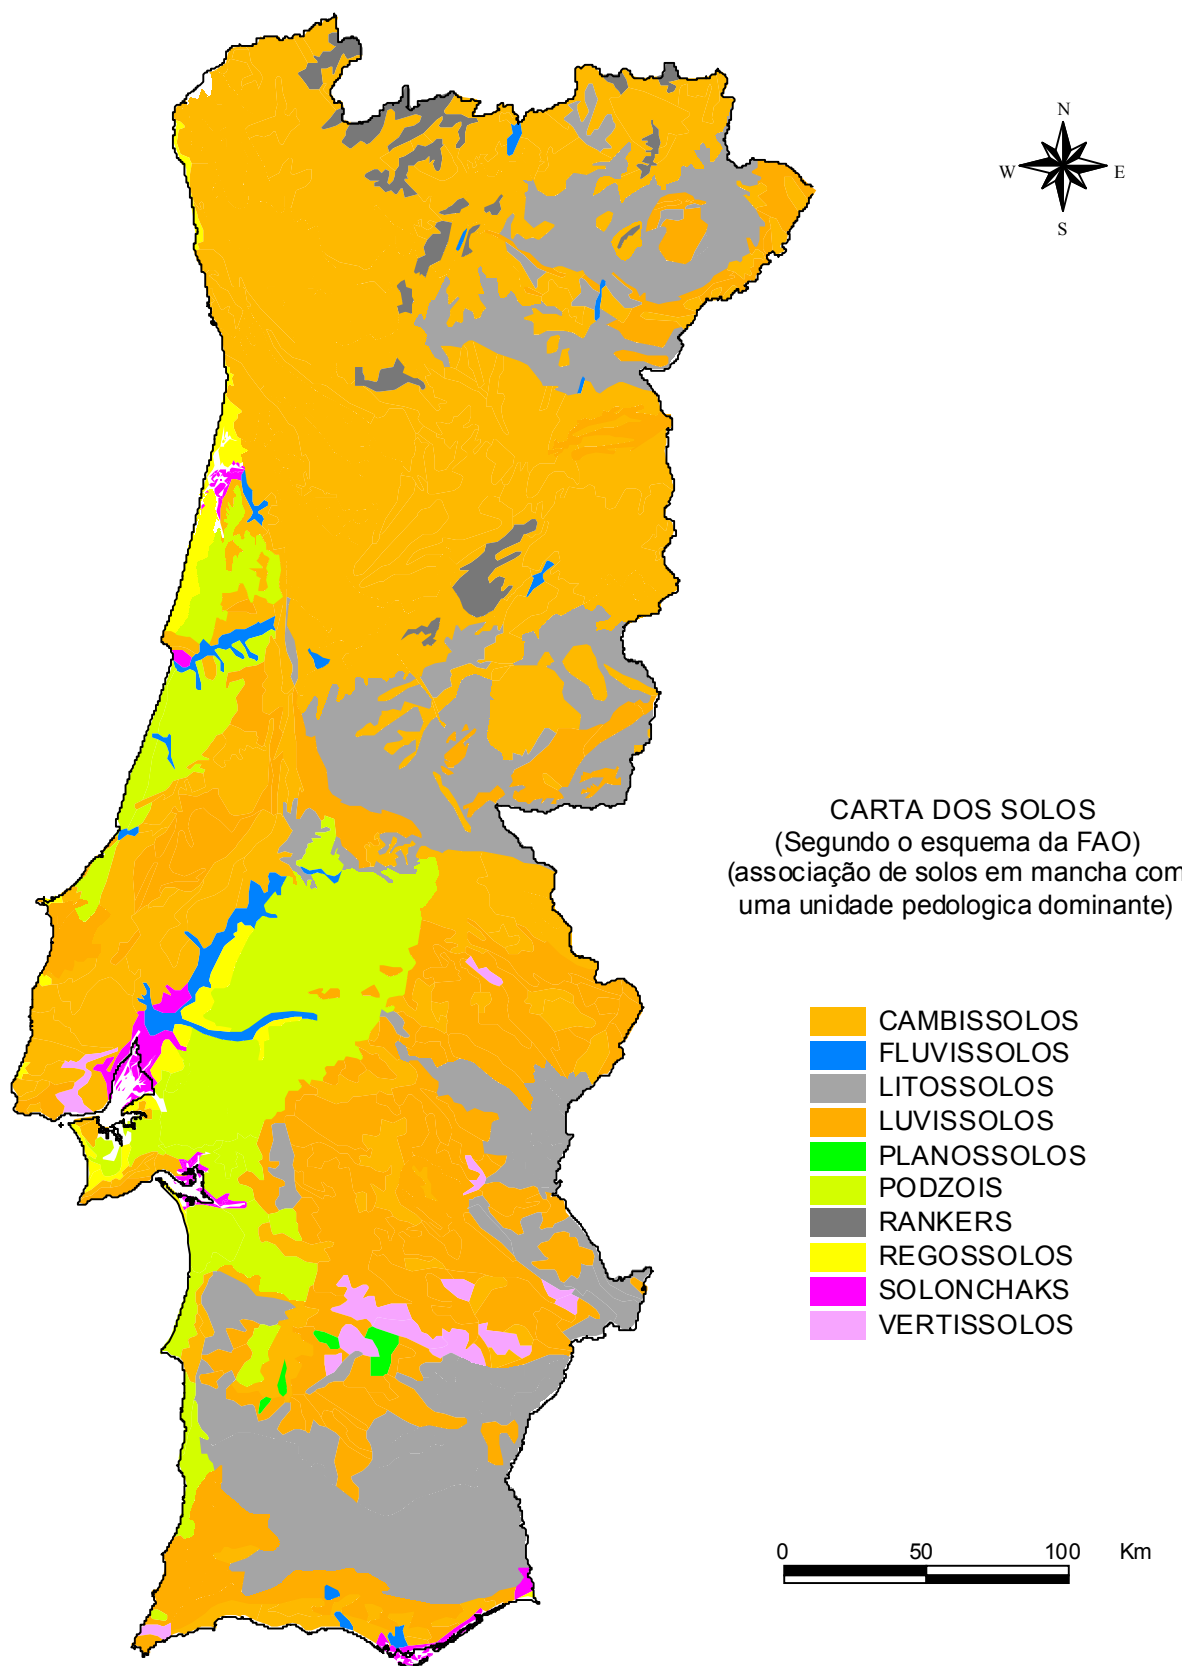 N
W
E
S
CARTA DOS SOLOS
(Segundo o esquema da FAO)
(associação de solos em mancha com
uma unidade pedologica dominante)
CAMBISSOLOS
FLUVISSOLOS
LITOSSOLOS
LUVISSOLOS
PLANOSSOLOS
PODZOIS
RANKERS
REGOSSOLOS
SOLONCHAKS
VERTISSOLOS
0 50 100 Km